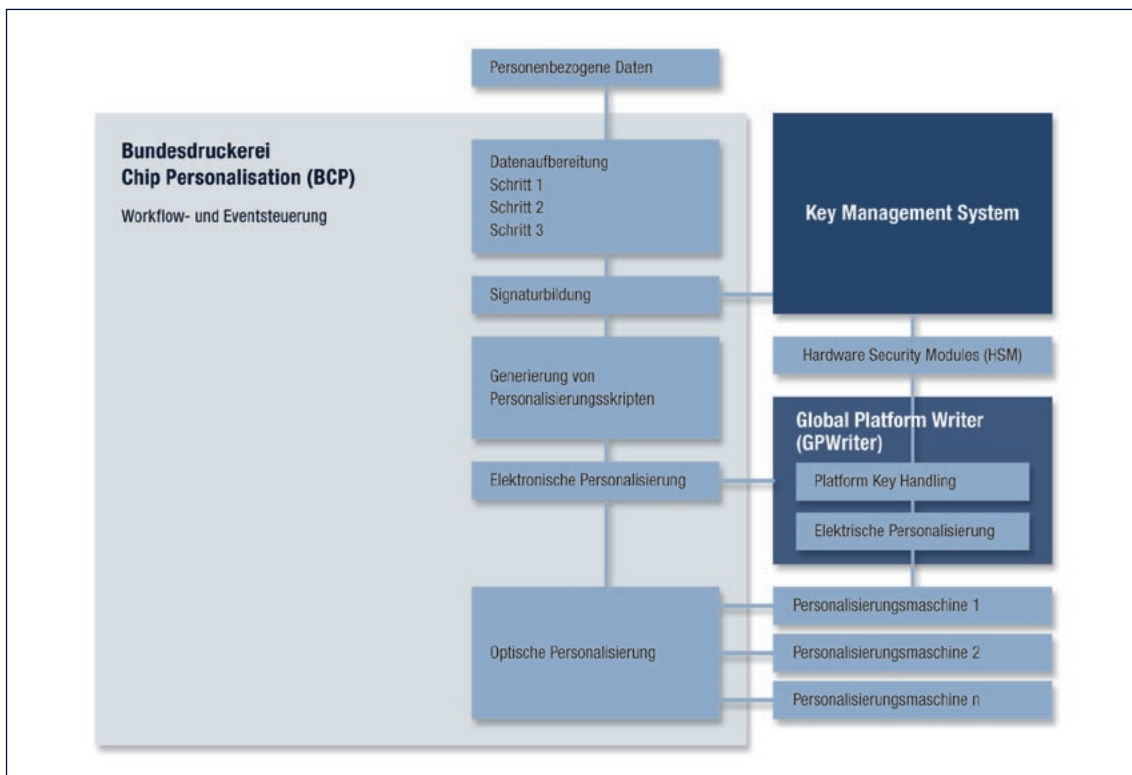 Personenbezogene Daten
Bundesdruckerei
Chip Personalisation (BCP)
Workflow- und Eventsteuerung
Datenaufbereitung
Schritt 1
Schritt 2
Schritt 3
Key Management System
Signaturbildung
Hardware Security Modules (HSM)
Generierung von
Personalisierungsskripten
Global Platform Writer
(GPWriter)
Elektronische Personalisierung
Platform Key Handling
Elektrische Personalisierung
Optische Personalisierung
Personalisierungsmaschine 1
Personalisierungsmaschine 2
Personalisierungsmaschine n